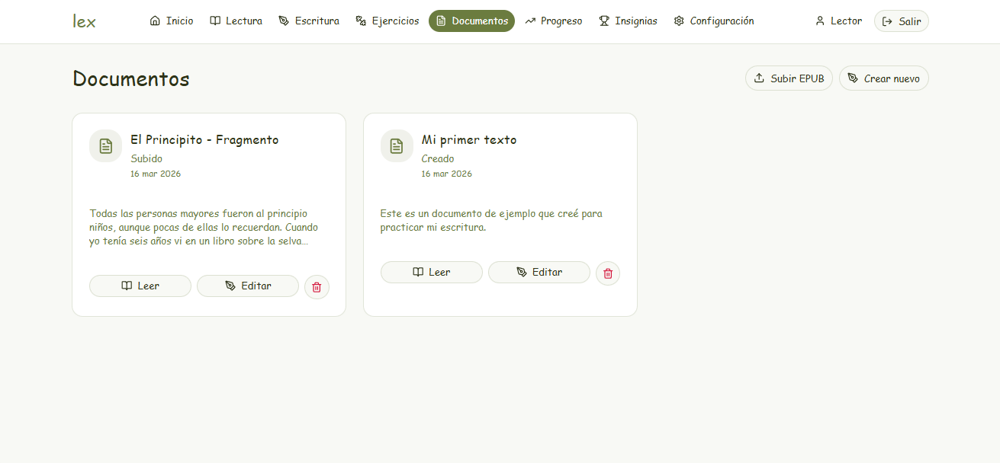 lex
Inicio Lectura Escritura Ejercicios Documentos Progreso Insignias Configuración Lector Salir
Documentos
Subir EPUB Crear nuevo
El Principito - Fragmento
Subido
16 mar 2026
Todas las personas mayores fueron al principio
niños, aunque pocas de ellas lo recuerdan. Cuando
yo tenía seis años vi en un libro sobre la selva...
Leer Editar
Mi primer texto
Creado
16 mar 2026
Este es un documento de ejemplo que creé para
practicar mi escritura.
Leer Editar